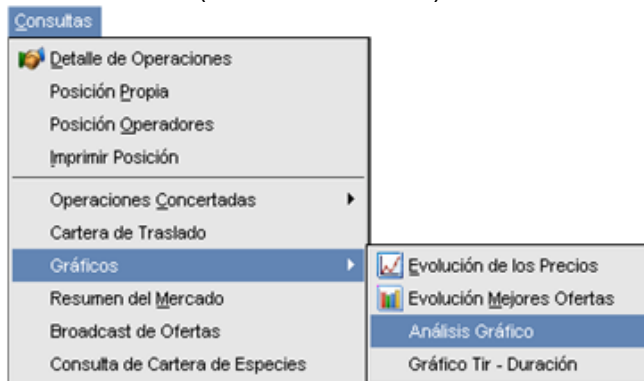 Consultas
Detalle de Operaciones
Posición Propia
Posición Operadores
Imprimir Posición
Operaciones Concertadas
Cartera de Traslado
Gráficos
Resumen del Mercado
Broadcast de Ofertas
Consulta de Cartera de Especies
Evolución de los Precios
Evolución Mejores Ofertas
Análisis Gráfico
Gráfico Tir - Duración